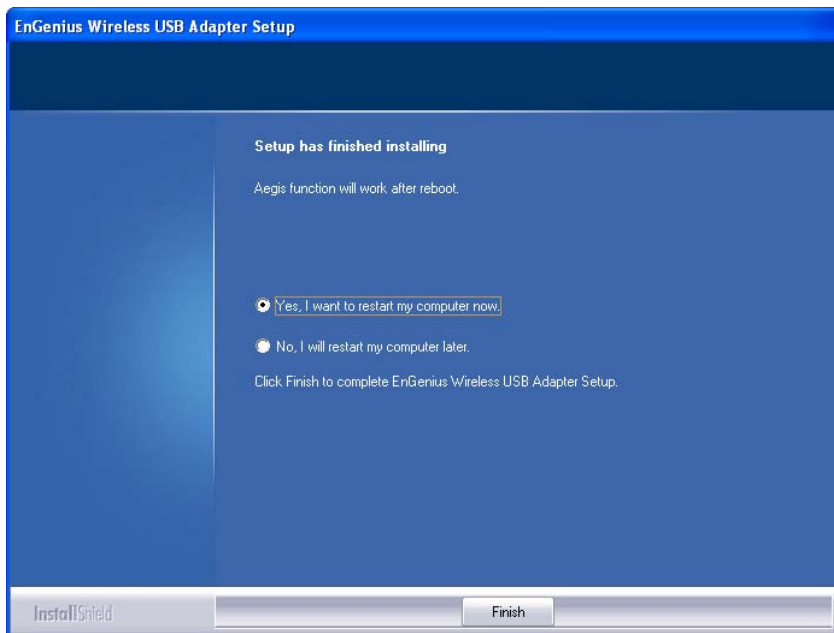 EnGenius Wireless USB Adapter Setup
Setup has finished installing
Aegis function will work after reboot.
Yes, I want to restart my computer now.
No, I will restart my computer later.
Click Finish to complete EnGenius Wireless USB Adapter Setup.
InstallShield
Finish